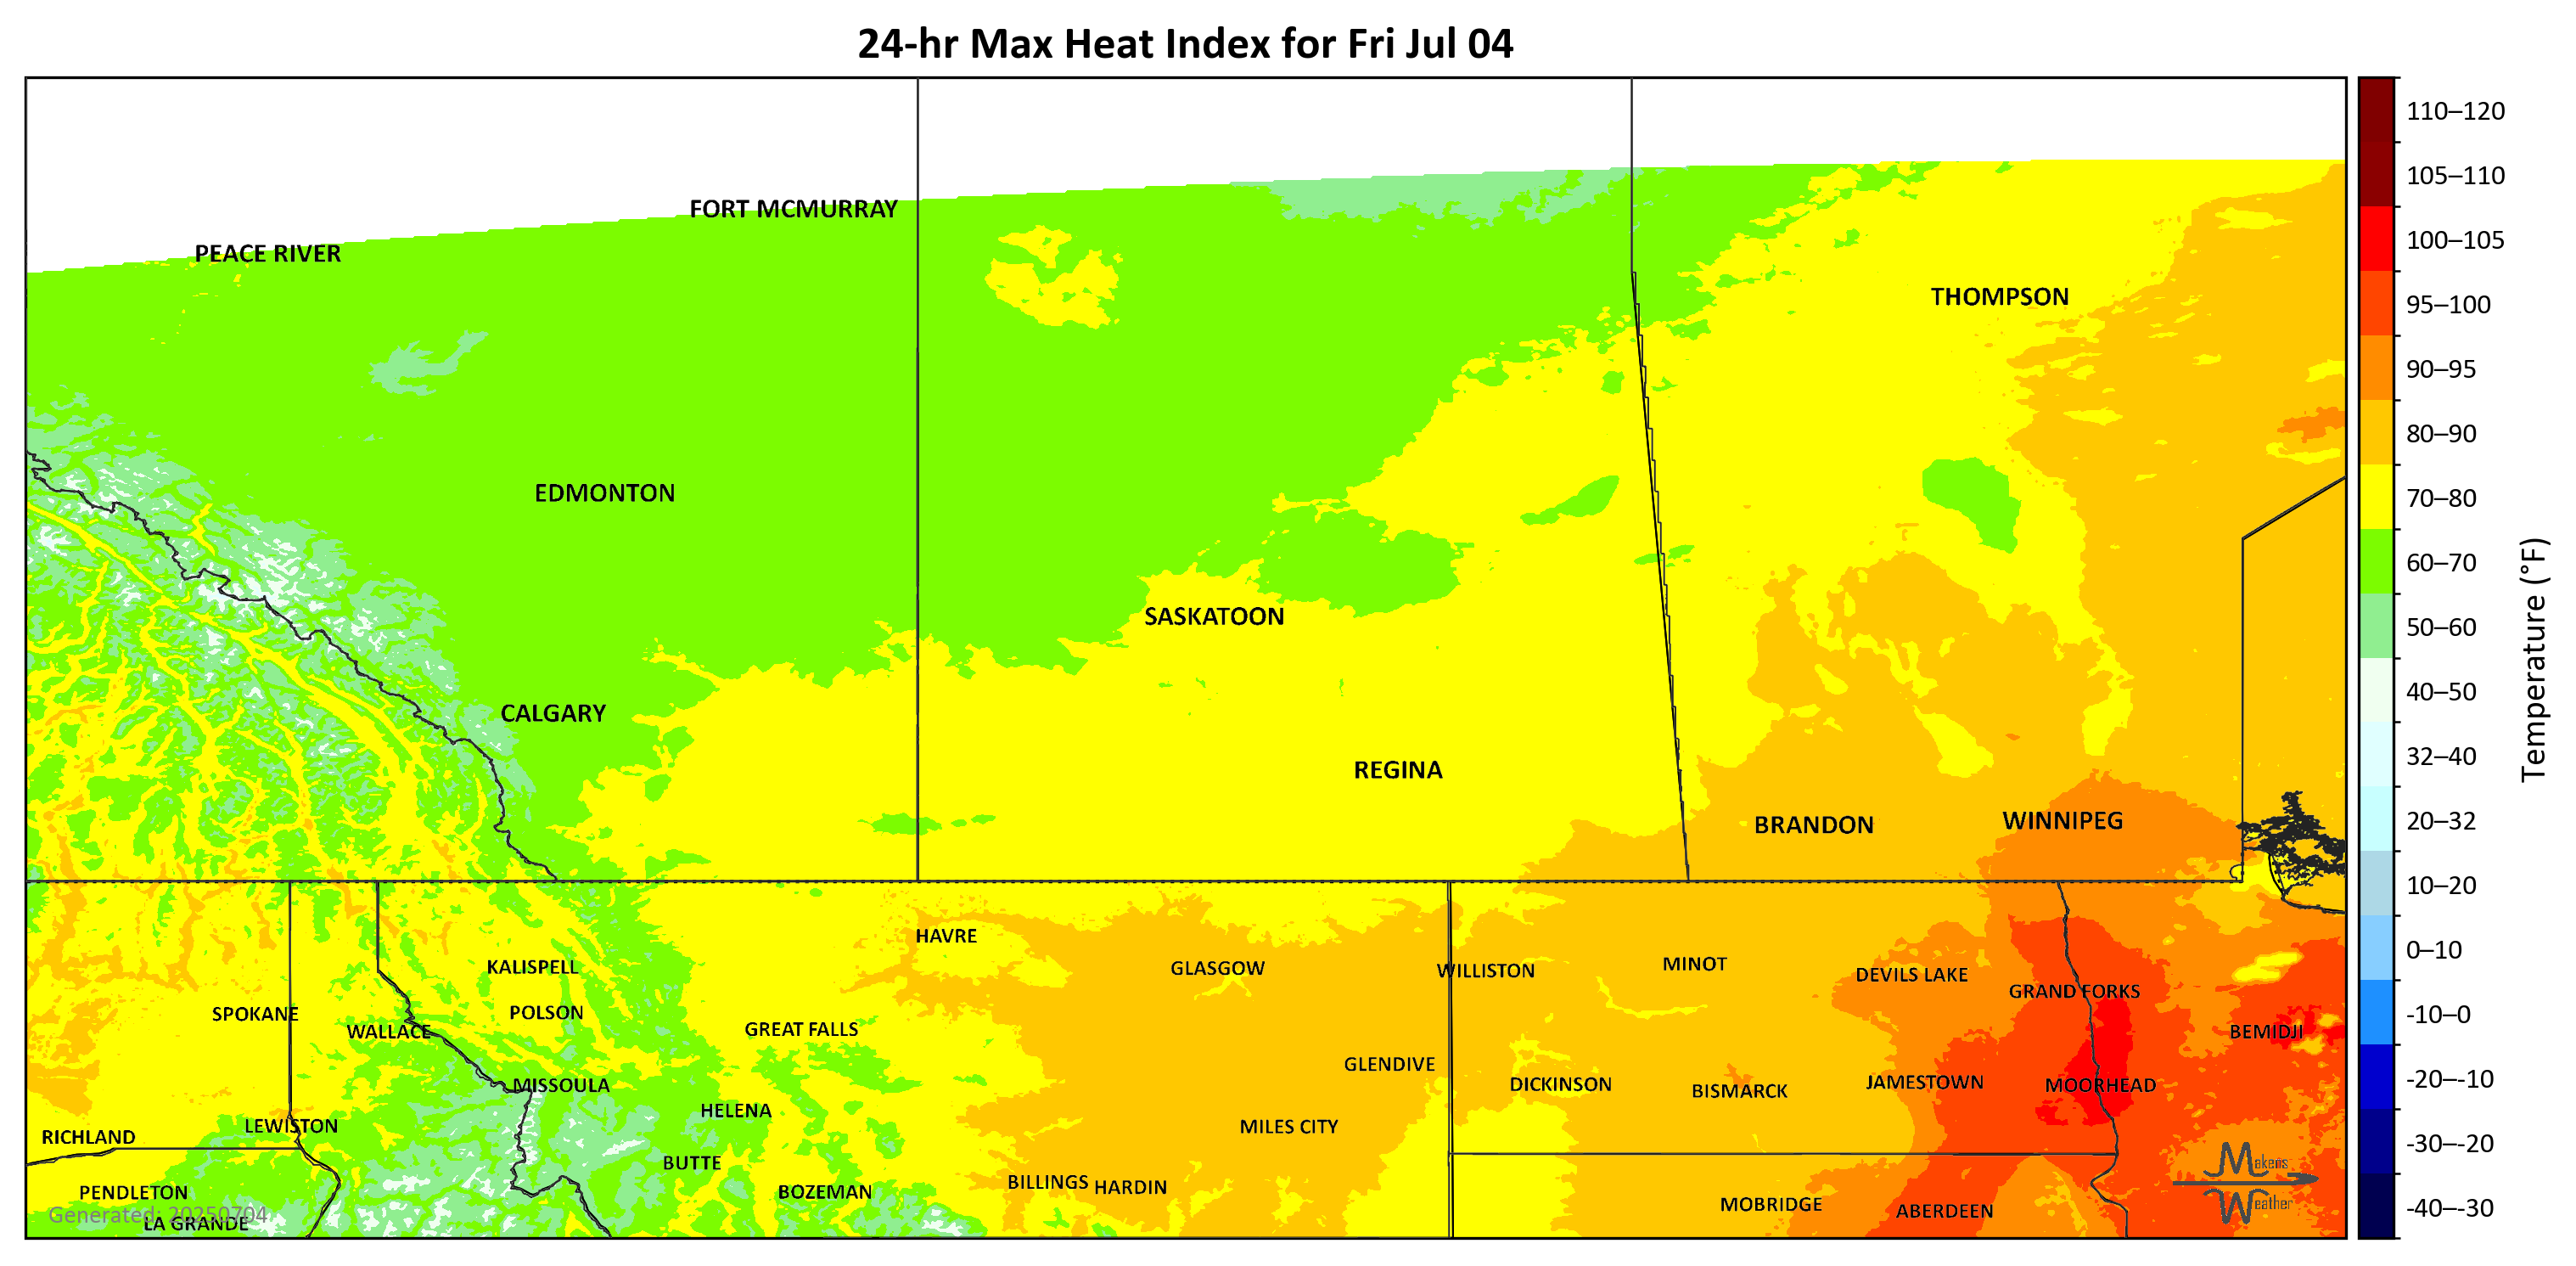 24-hr Max Heat Index for Fri Jul 04
FORT MCMURRAY
PEACE RIVER
THOMPSON
EDMONTON
SASKATOON
CALGARY
REGINA
BRANDON
WINNIPEG
HAVRE
KALISPELL
GLASGOW
WILLISTON
MINOT
DEVILS LAKE
GRAND FORKS
SPOKANE
POLSON
WALLACE
GREAT FALLS
BEMIDJI
GLENDIVE
MISSOULA
DICKINSON
BISMARCK
JAMESTOWN
MOORHEAD
HELENA
LEWISTON
MILES CITY
RICHLAND
BUTTE
PENDLETON
BOZEMAN
BILLINGS
HARDIN
MOBRIDGE
ABERDEEN
Generated: 20250704
LA GRANDE
Makens
Weather
110–120
105–110
100–105
95–100
90–95
80–90
70–80
60–70
50–60
40–50
32–40
20–32
10–20
0–10
-10–0
-20–-10
-30–-20
-40–-30
Temperature (°F)